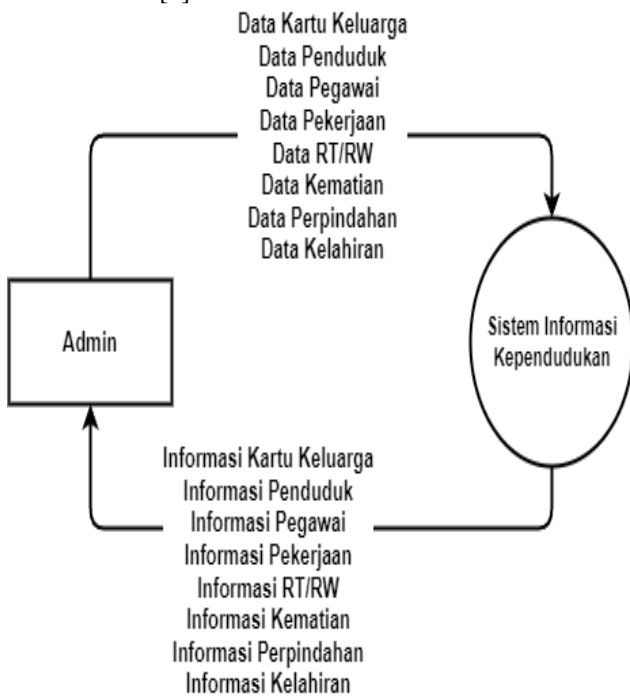 Data Kartu Keluarga
Data Penduduk
Data Pegawai
Data Pekerjaan
Data RT/RW
Data Kematian
Data Perpindahan
Data Kelahiran
Admin
Sistem Informasi
Kependudukan
Informasi Kartu Keluarga
Informasi Penduduk
Informasi Pegawai
Informasi Pekerjaan
Informasi RT/RW
Informasi Kematian
Informasi Perpindahan
Informasi Kelahiran